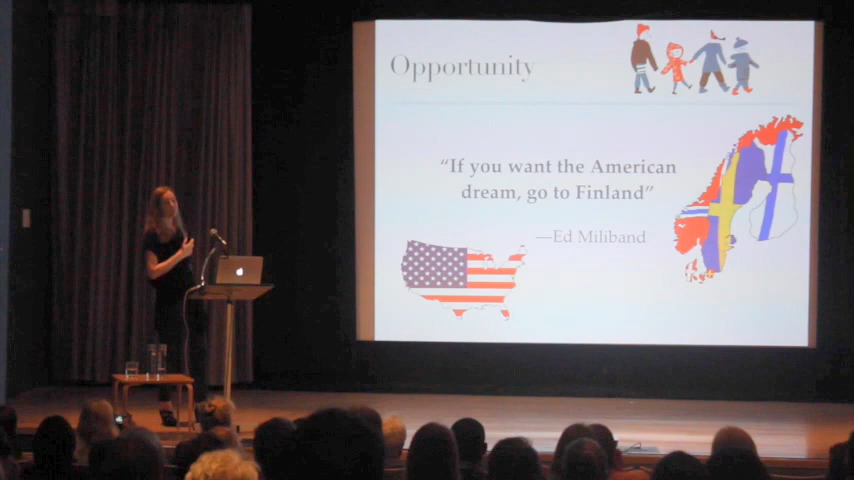 Opportunity
“If you want the American
dream, go to Finland”
—Ed Miliband